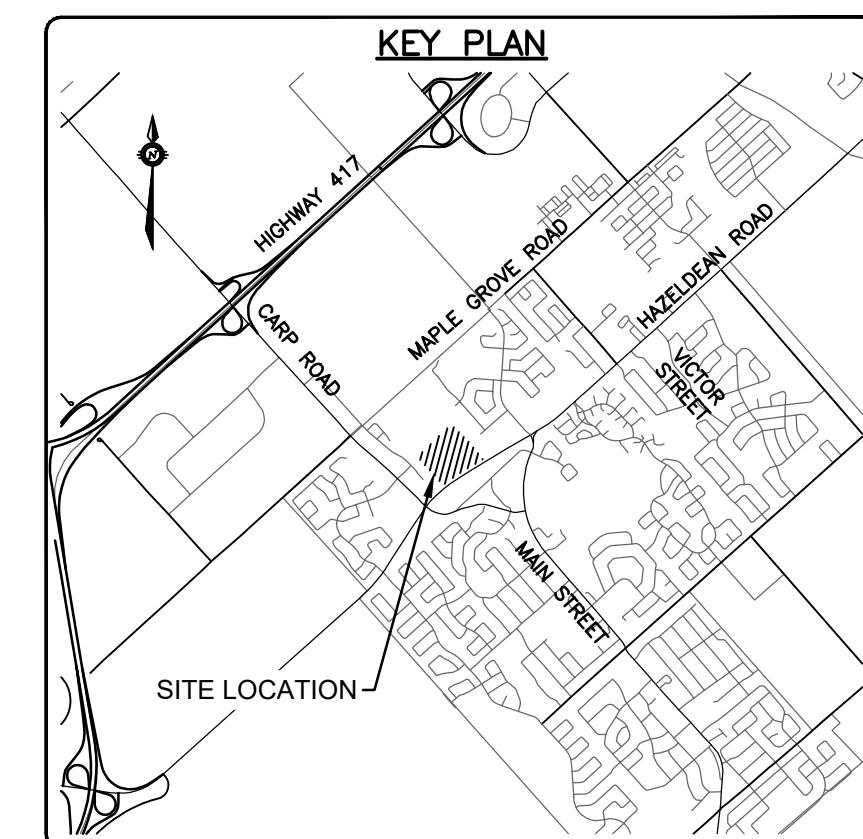 KEY PLAN
N
HIGHWAY 417
MAPLE GROVE ROAD
HAZELDEAN ROAD
CARP ROAD
VICTOR
STREET
MAIN STREET
SITE LOCATION